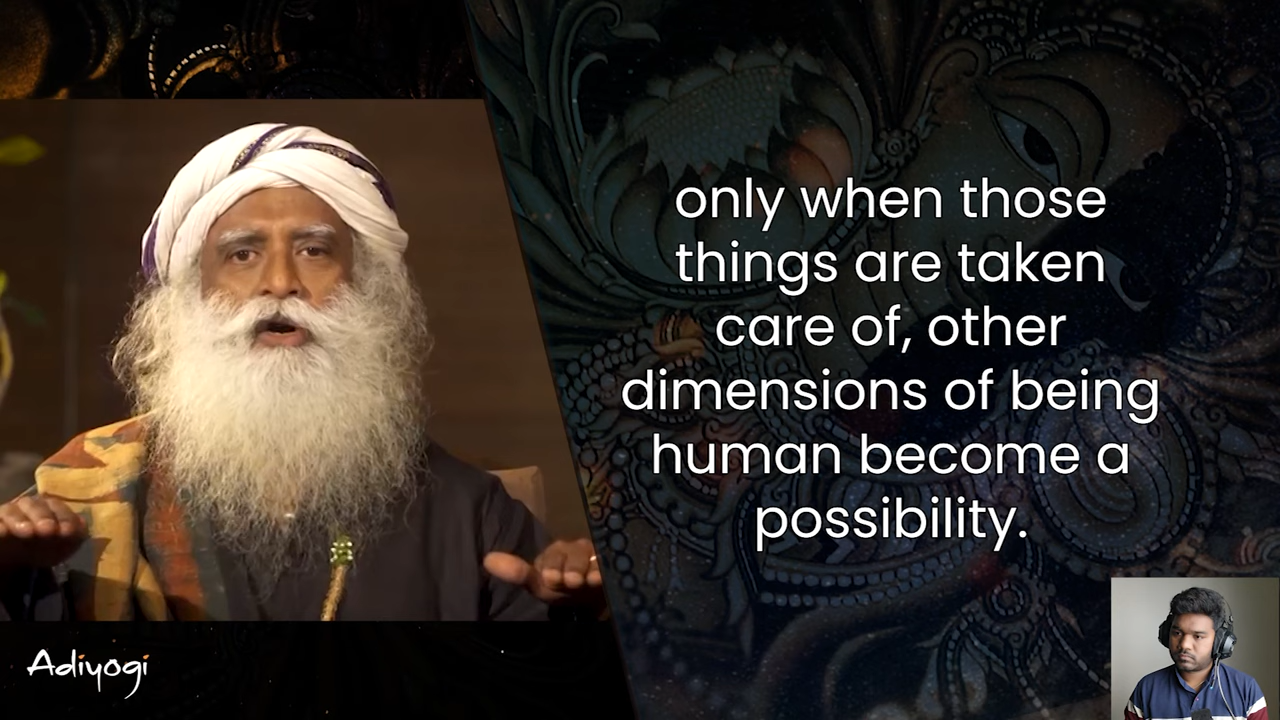 only when those
things are taken
care of, other
dimensions of being
human become a
possibility.
Adiyogi